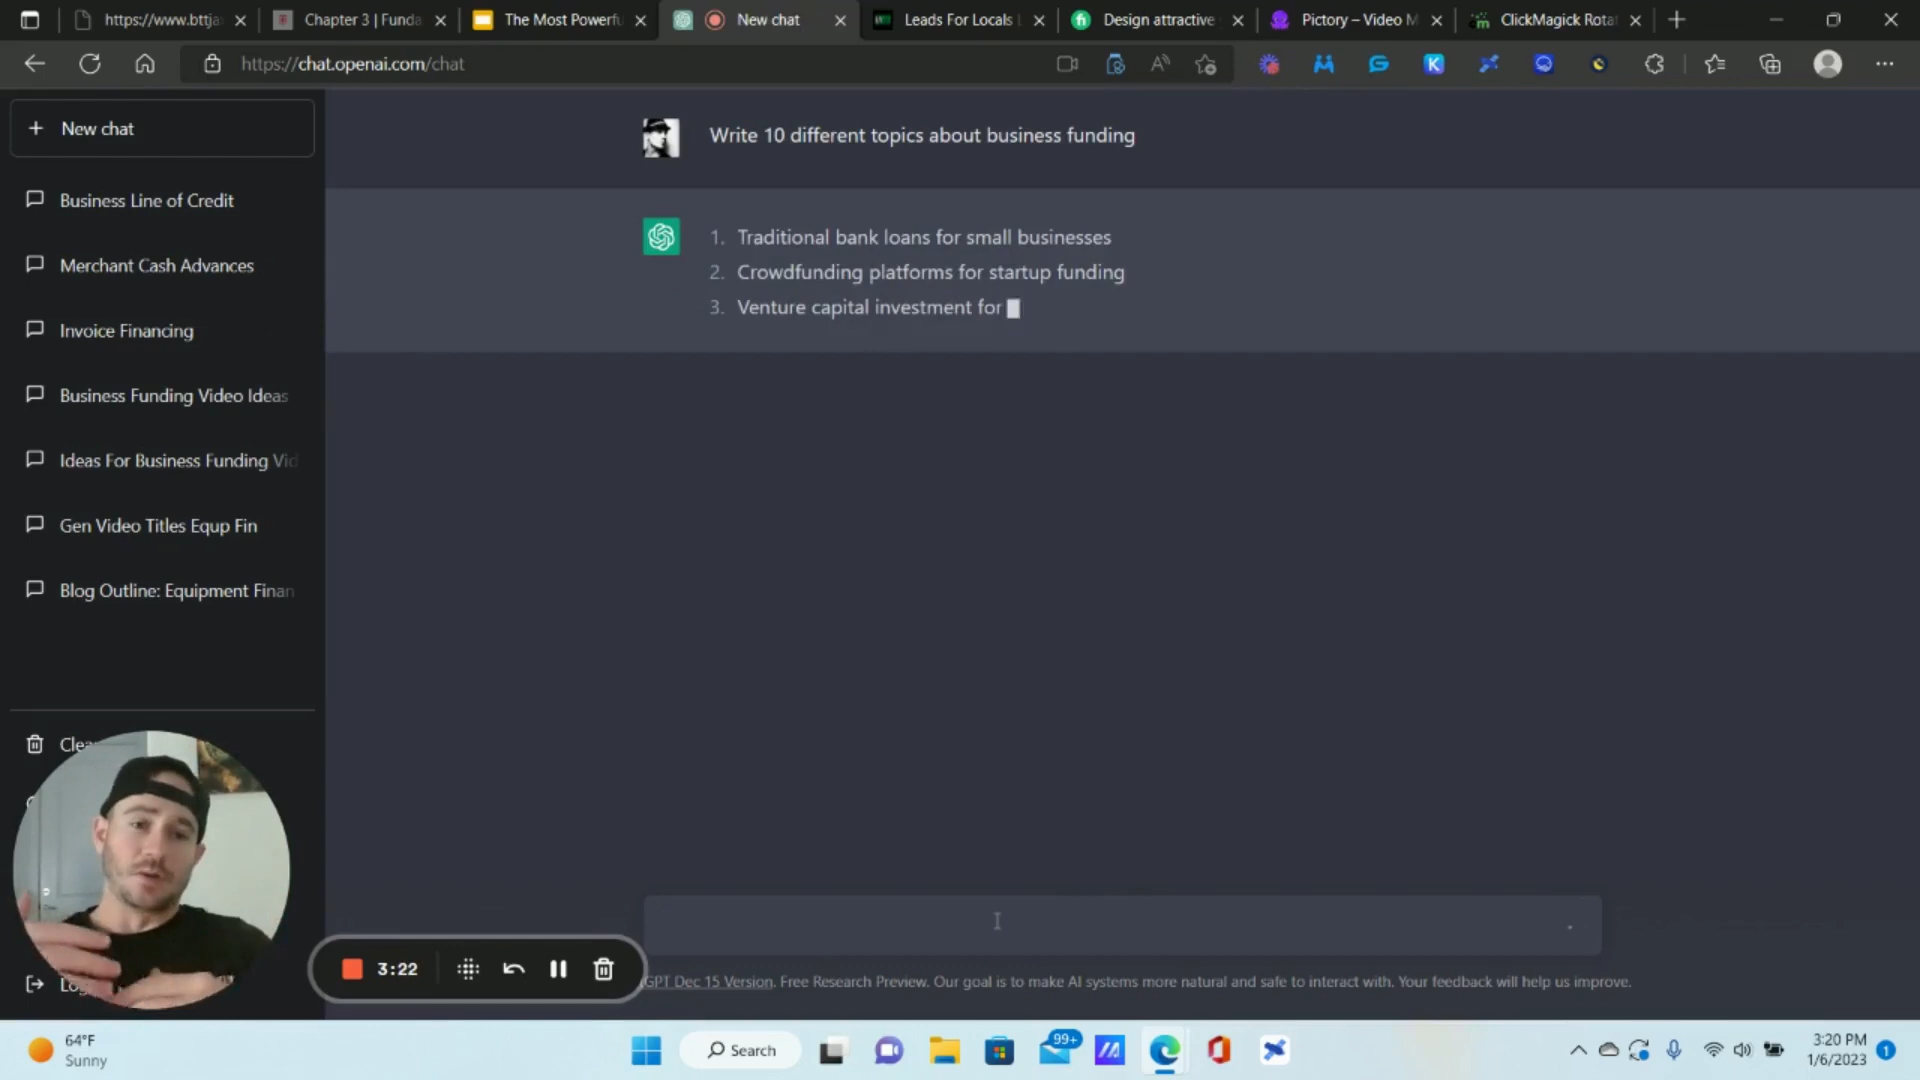 https://www.bttja
Chapter 3 | Funda
The Most Powerfu
New chat
Leads For Locals
Design attractive
Pictory – Video M
ClickMagick Rota
https://chat.openai.com/chat
New chat
Write 10 different topics about business funding
Business Line of Credit
1. Traditional bank loans for small businesses
2. Crowdfunding platforms for startup funding
3. Venture capital investment for
Merchant Cash Advances
Invoice Financing
Business Funding Video Ideas
Ideas For Business Funding Vid
Gen Video Titles Equp Fin
Blog Outline: Equipment Finan
Clea
3:22
GPT Dec 15 Version. Free Research Preview. Our goal is to make AI systems more natural and safe to interact with. Your feedback will help us improve.
64°F
Sunny
Search
99+
3:20 PM
1/6/2023
1